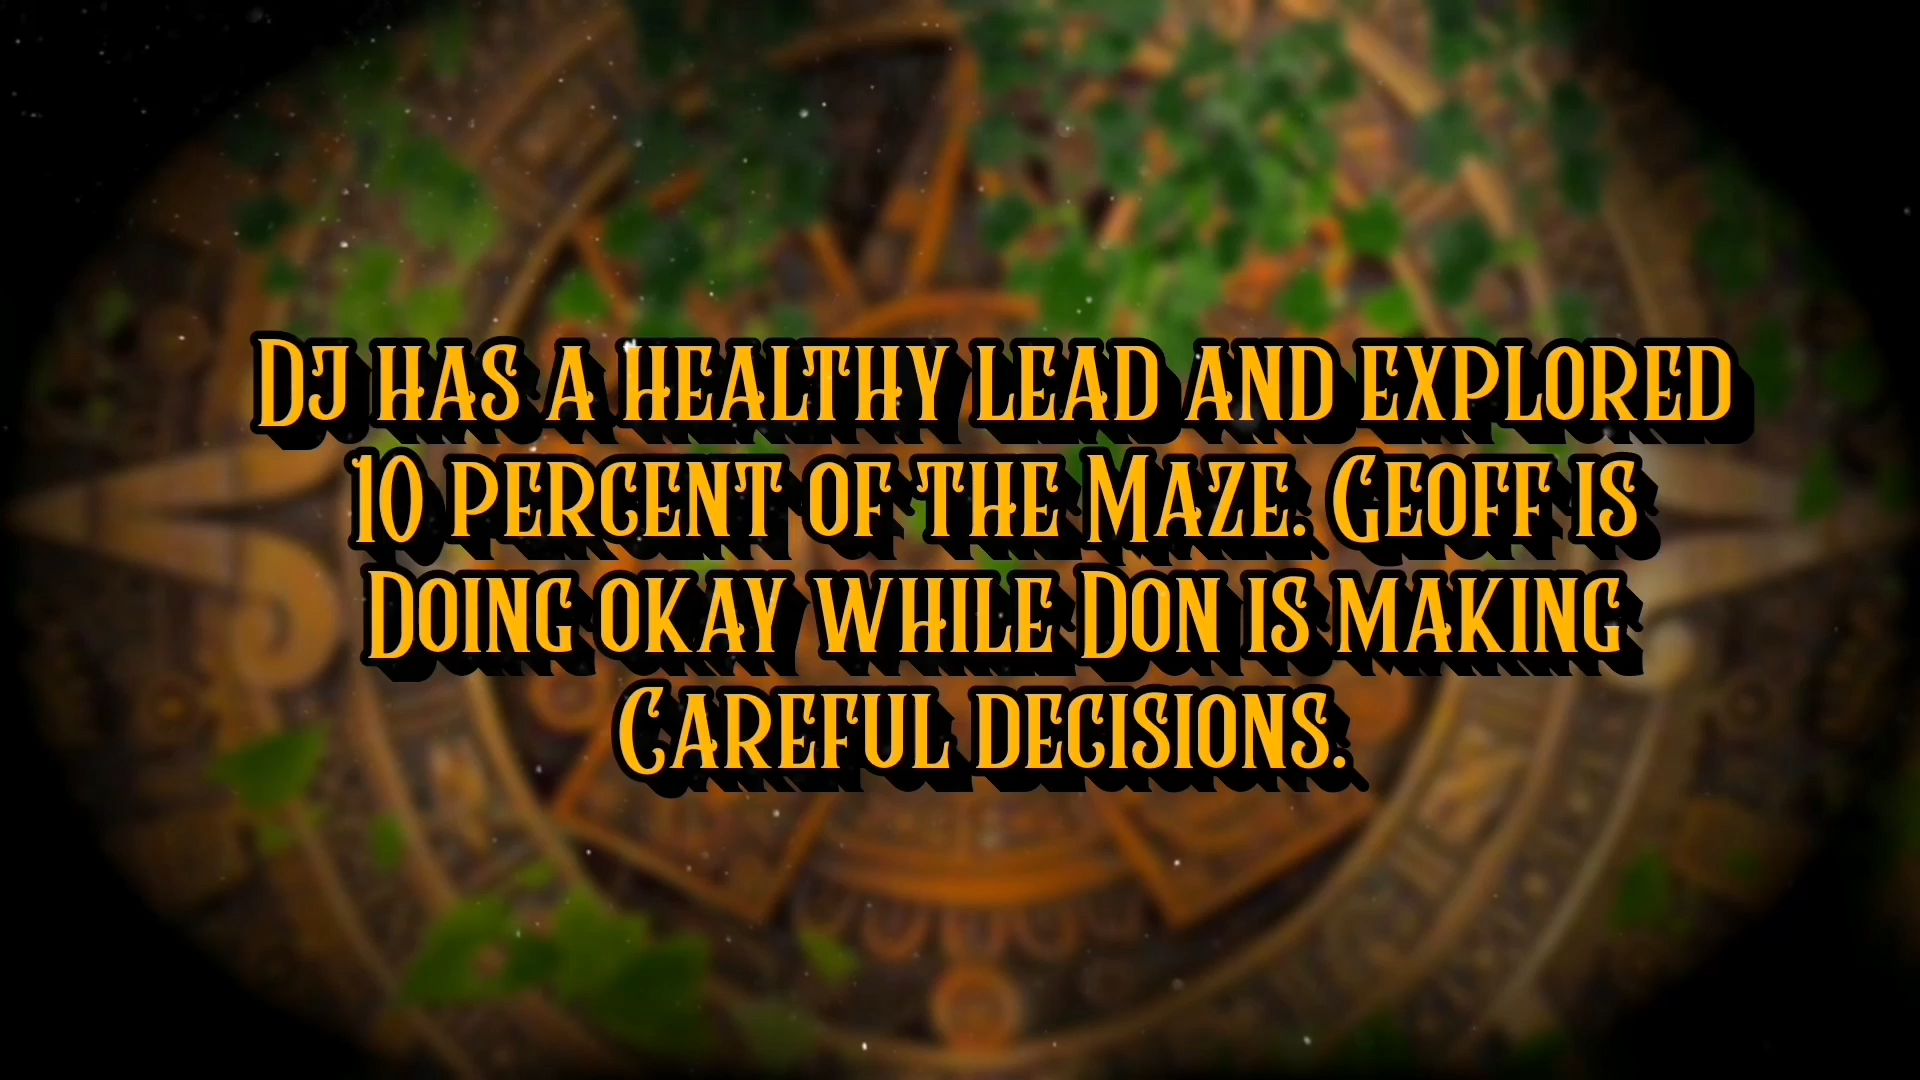 DJ HAS A HEALTHY LEAD AND EXPLORED
10 PERCENT OF THE MAZE. GEOFF IS
DOING OKAY WHILE DON IS MAKING
CAREFUL DECISIONS.